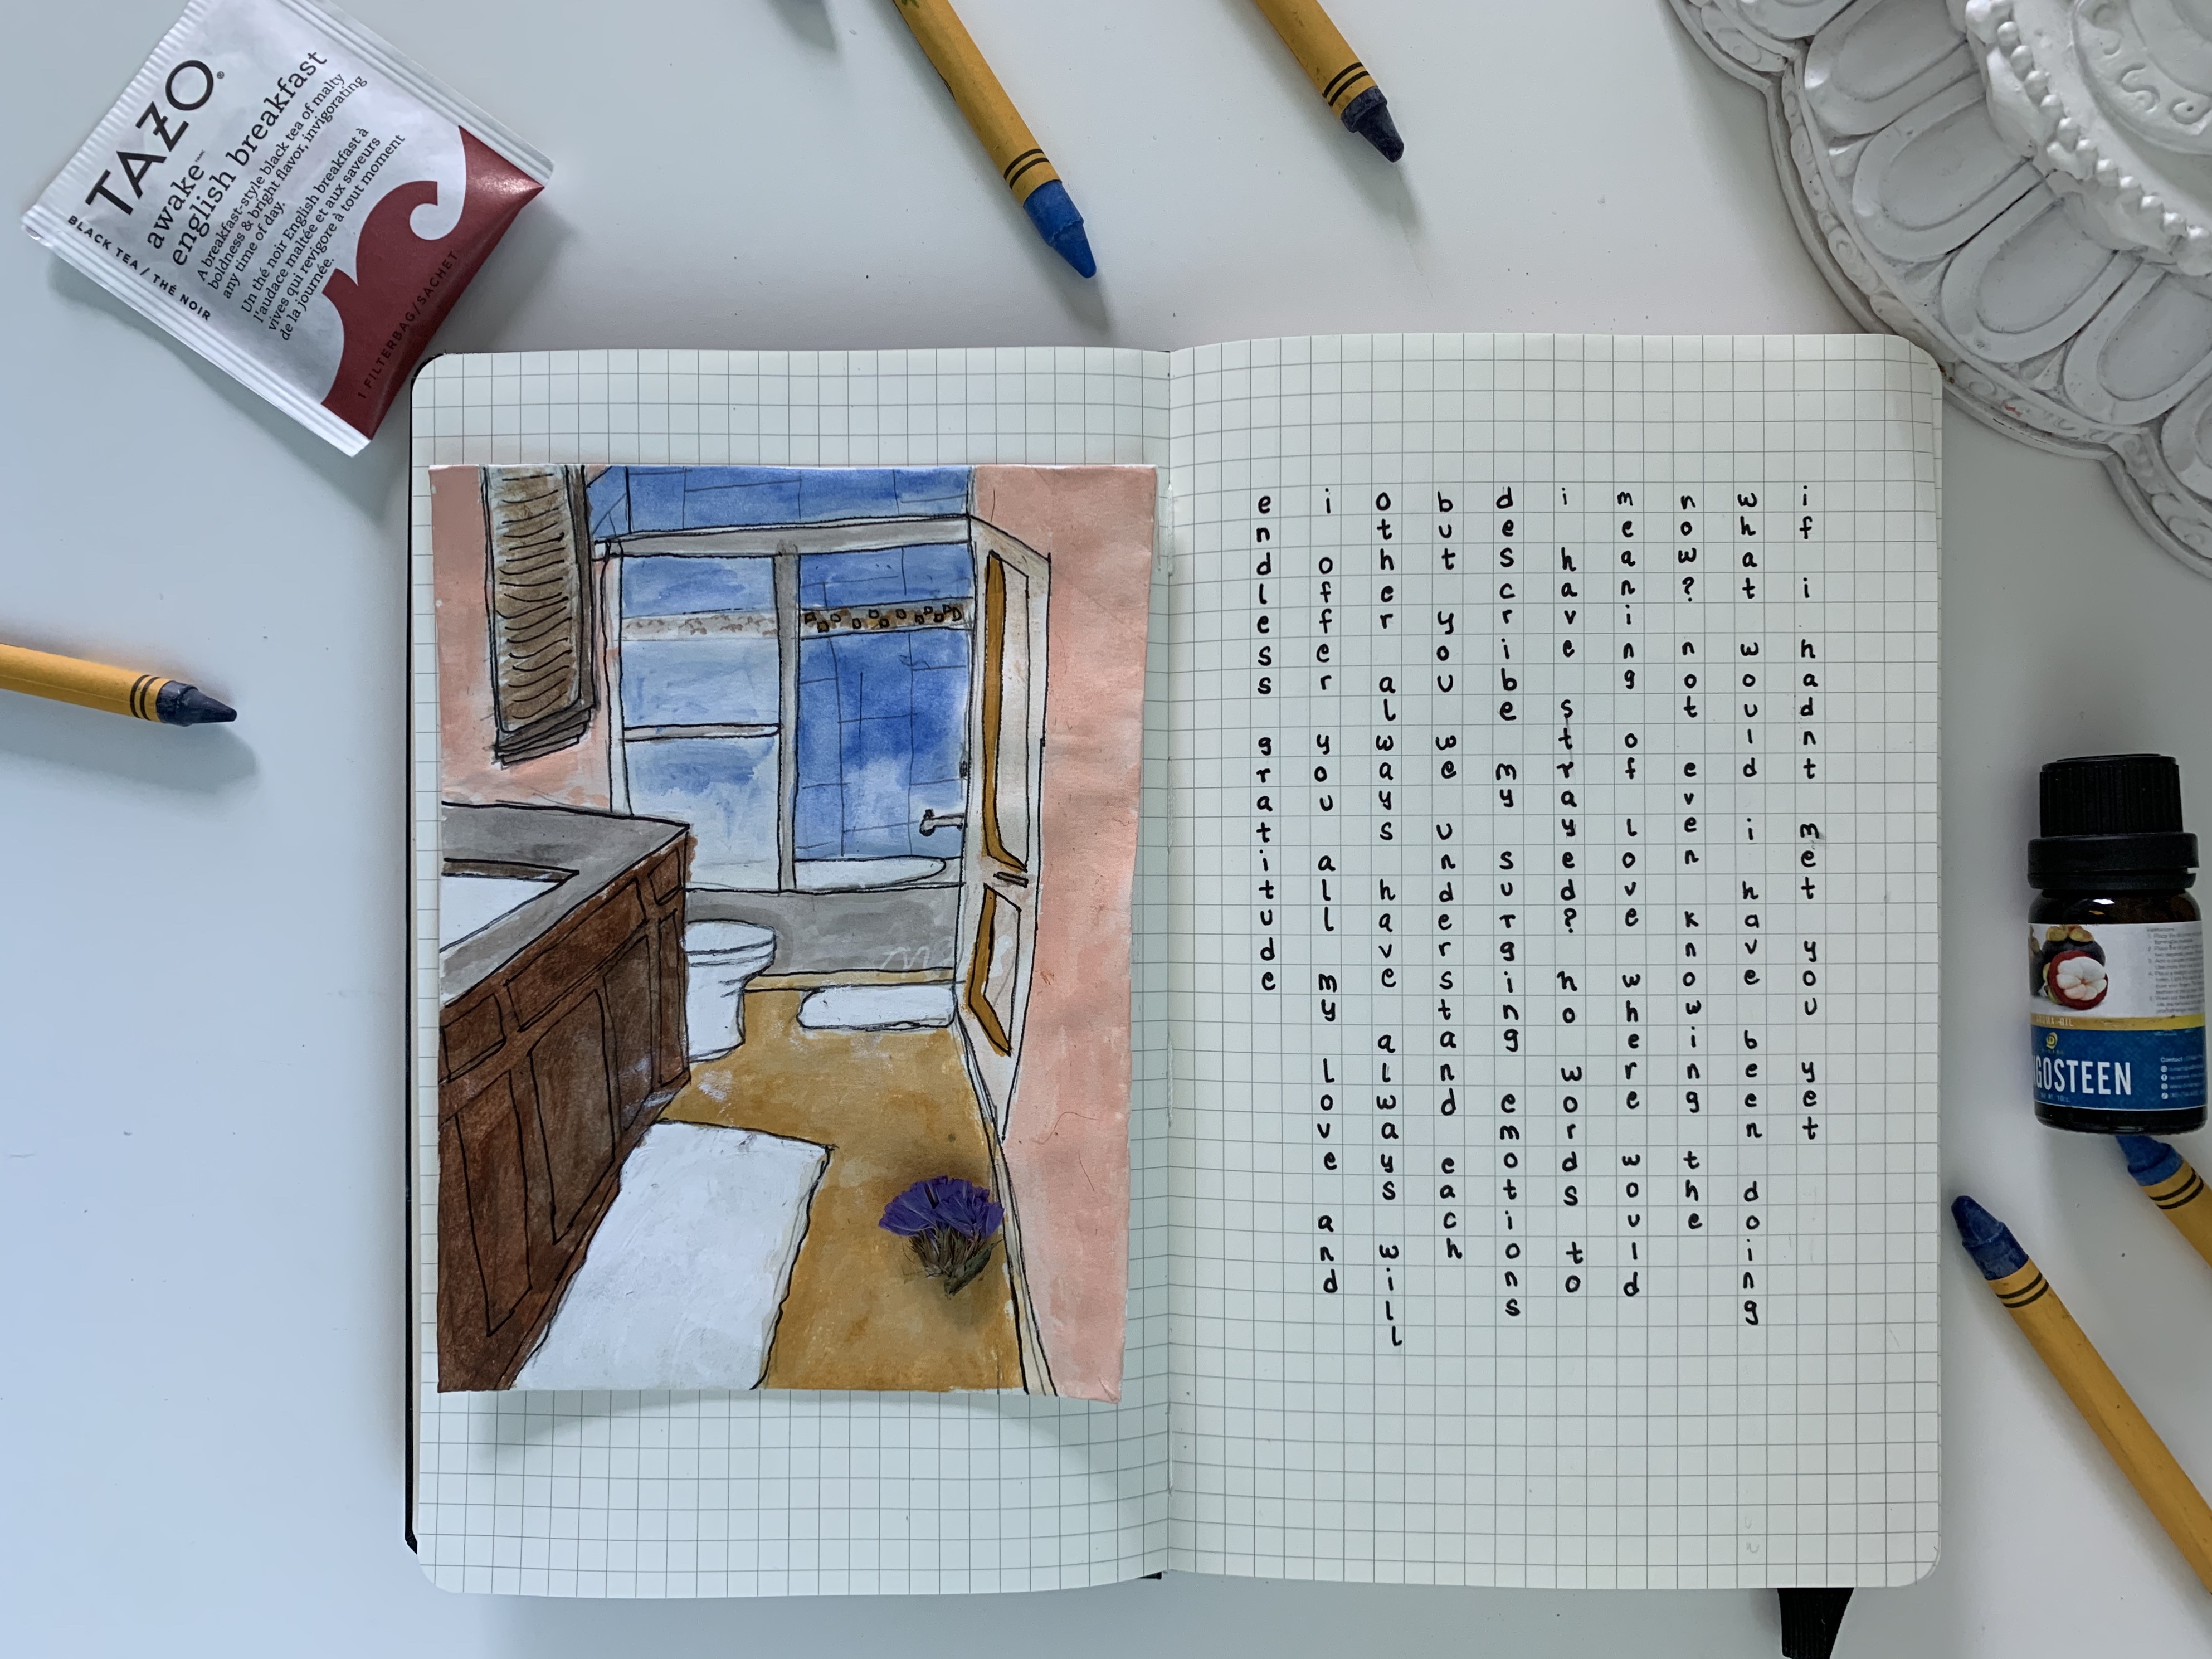 TAZO®
awake™
english breakfast
A breakfast-style black tea of malty
boldness & bright flavor, invigorating
any time of day.
Un thé noir English breakfast à
l'audace maltée et aux saveurs
vives qui revigore à tout moment
de la journée.
BLACK TEA / THÉ NOIR
1 FILTERBAG/SACHET
if i hadnt met you yet
what would i have been doing
now? not even knowing the
meaning of love where would
i have strayed? no words to
describe my surging emotions
but you we understand each
other always have always will
i offer you all my love and
endless gratitude
OIL
GOSTEEN